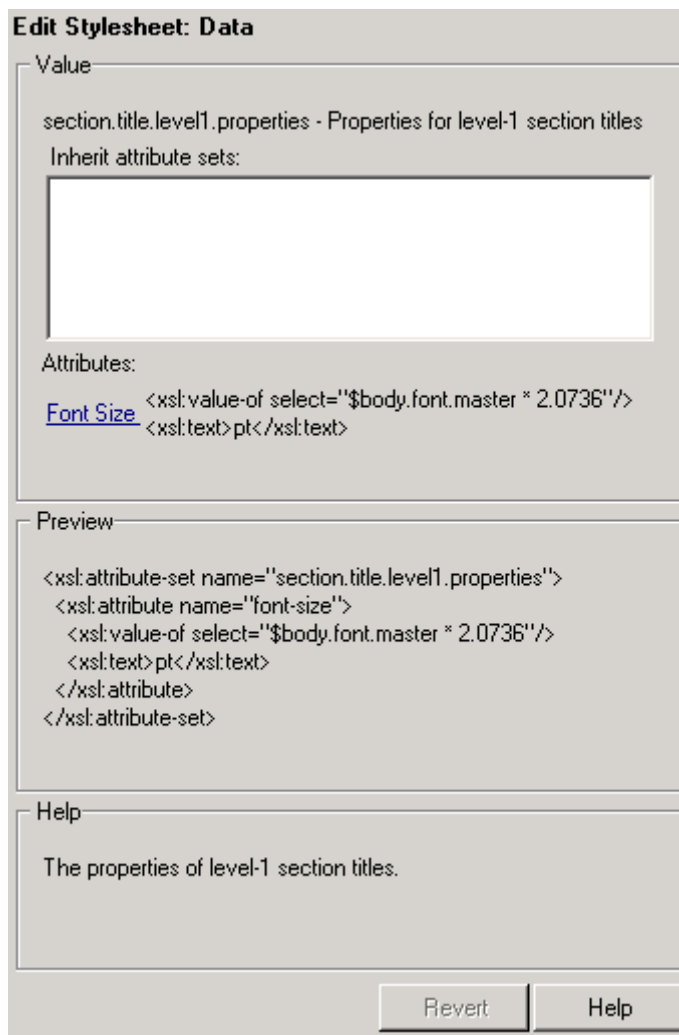 Edit Stylesheet: Data
Value
section.title.level1.properties - Properties for level-1 section titles
Inherit attribute sets:
Attributes:
Font Size <xsl:value-of select="$body.font.master * 2.0736"/>
<xsl:text>pt</xsl:text>
Preview
<xsl:attribute-set name="section.title.level1.properties">
<xsl:attribute name="font-size">
<xsl:value-of select="$body.font.master * 2.0736"/>
<xsl:text>pt</xsl:text>
</xsl:attribute>
</xsl:attribute-set>
Help
The properties of level-1 section titles.
Revert Help